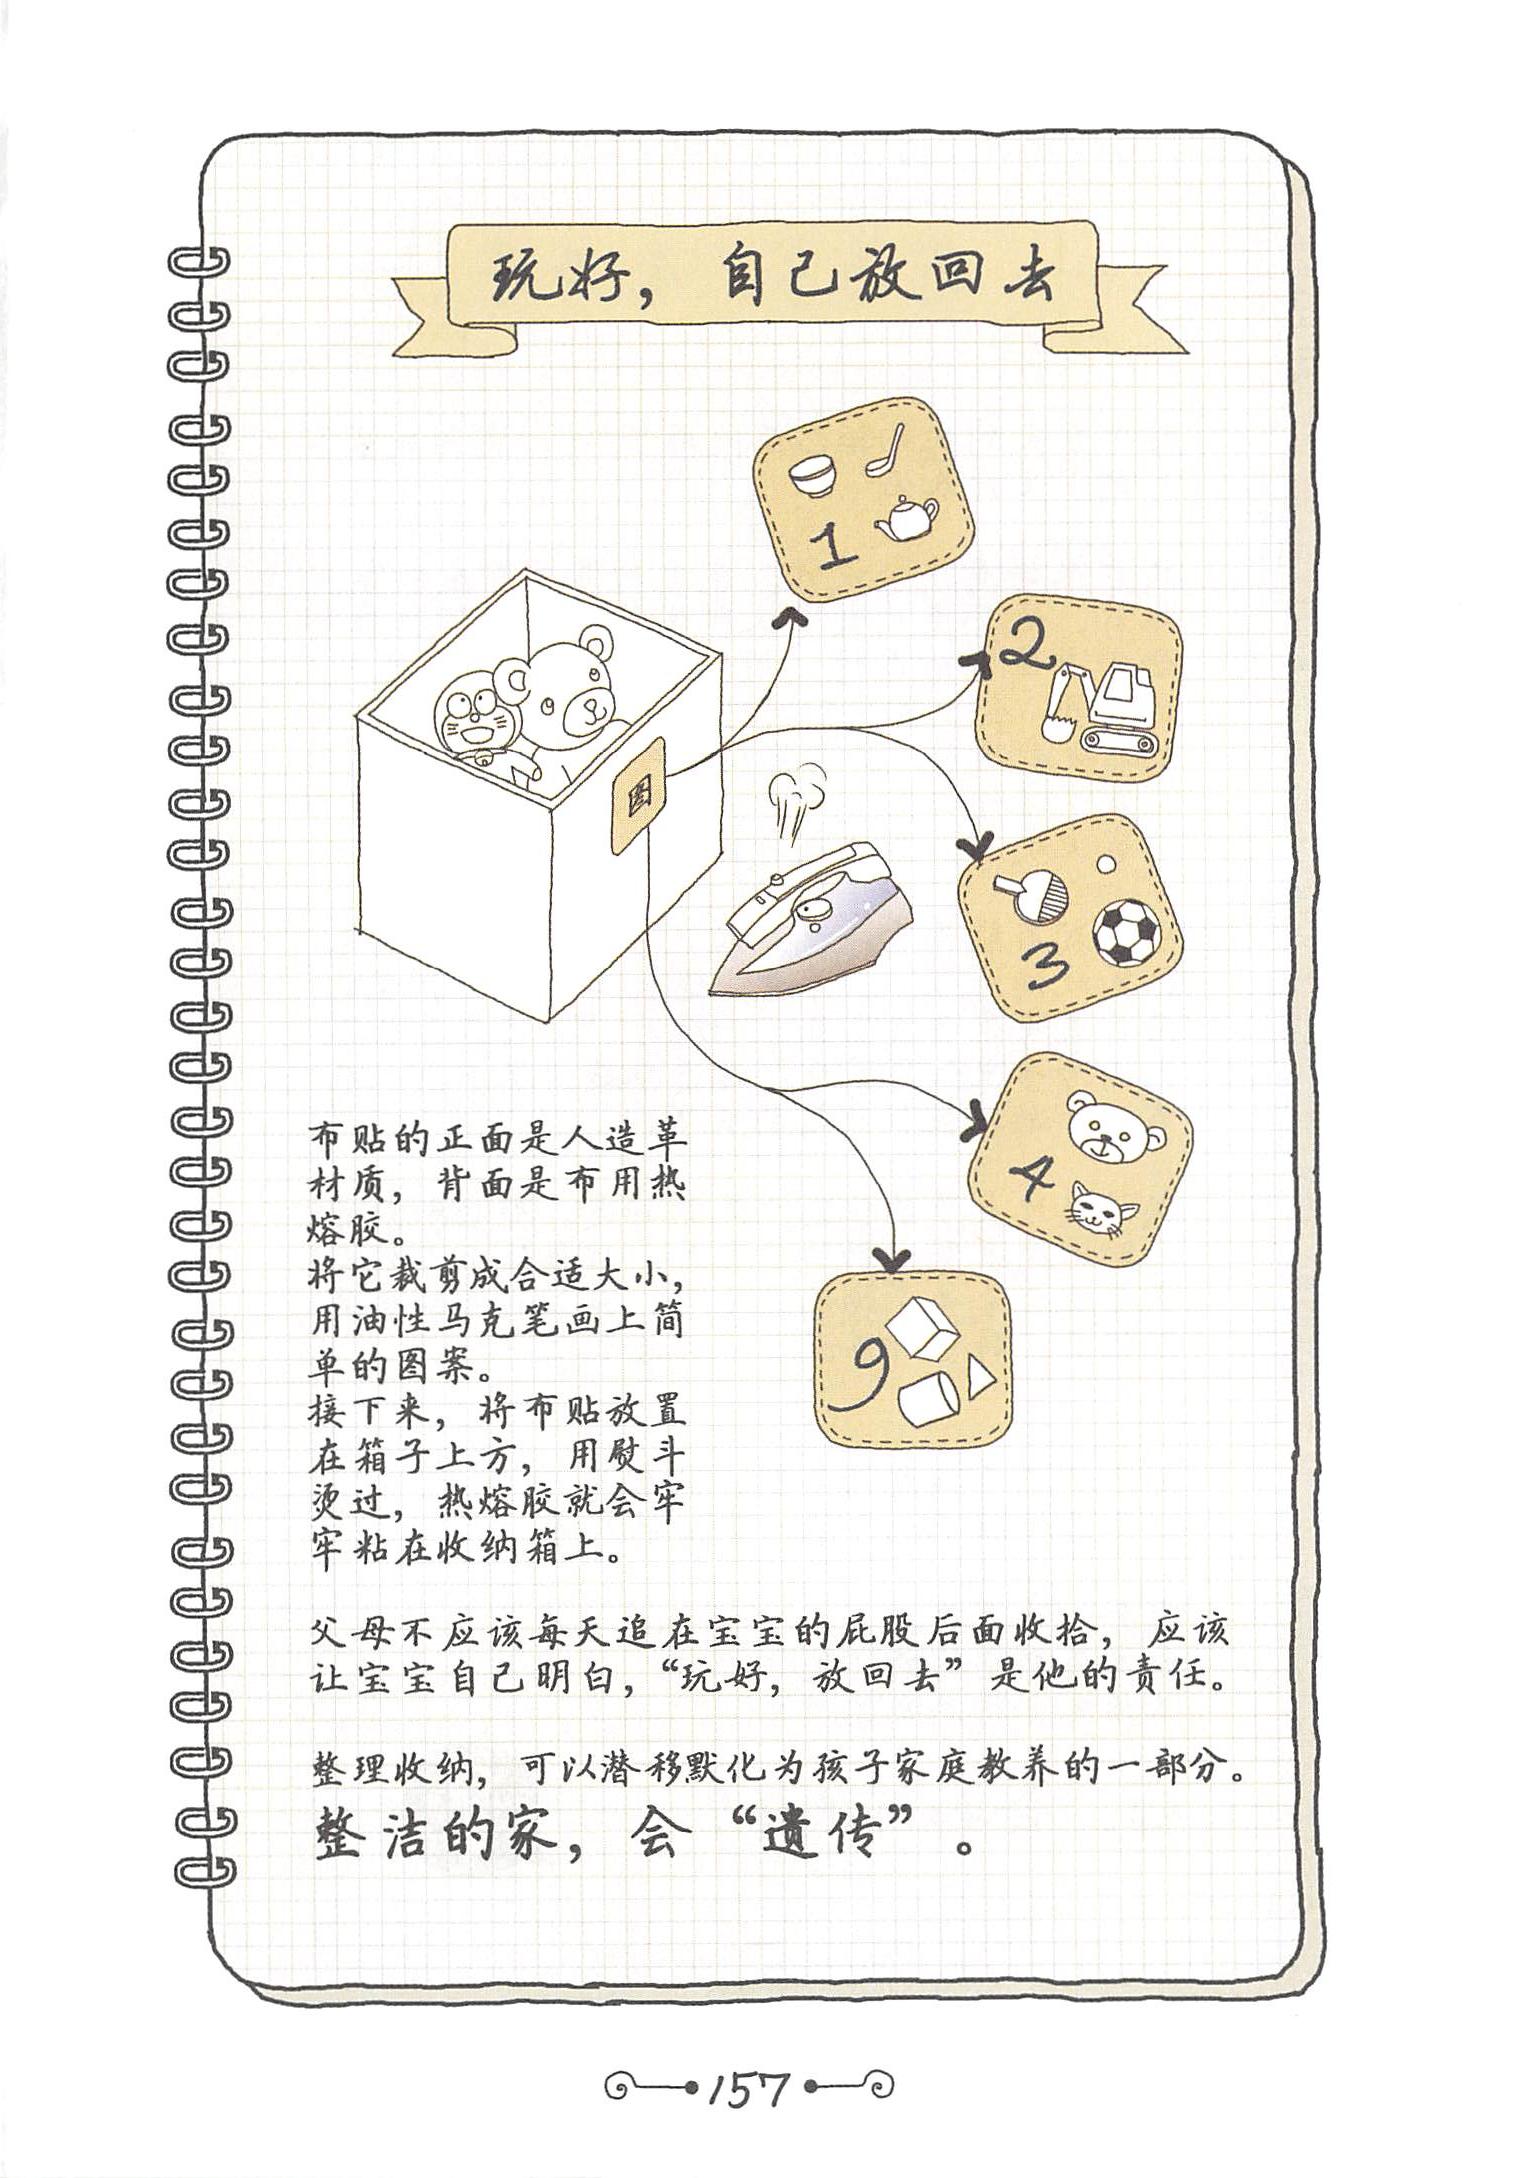 玩好，自己放回去
1
2
图
3
4
9
布贴的正面是人造革
材质，背面是布用热
熔胶。
将它裁剪成合适大小，
用油性马克笔画上简
单的图案。
接下来，将布贴放置
在箱子上方，用熨斗
烫过，热熔胶就会牢
牢粘在收纳箱上。
父母不应该每天追在宝宝的屁股后面收拾，应该
让宝宝自己明白，“玩好，放回去”是他的责任。
整理收纳，可以潜移默化为孩子家庭教养的一部分。
整洁的家，会“遗传”。
157